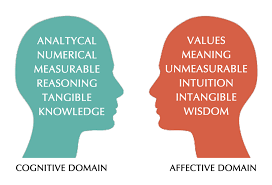 ANALYTCAL
NUMERICAL
MEASURABLE
REASONING
TANGIBLE
KNOWLEDGE
COGNITIVE DOMAIN
VALUES
MEANING
UNMEASURABLE
INTUITION
INTANGIBLE
WISDOM
AFFECTIVE DOMAIN